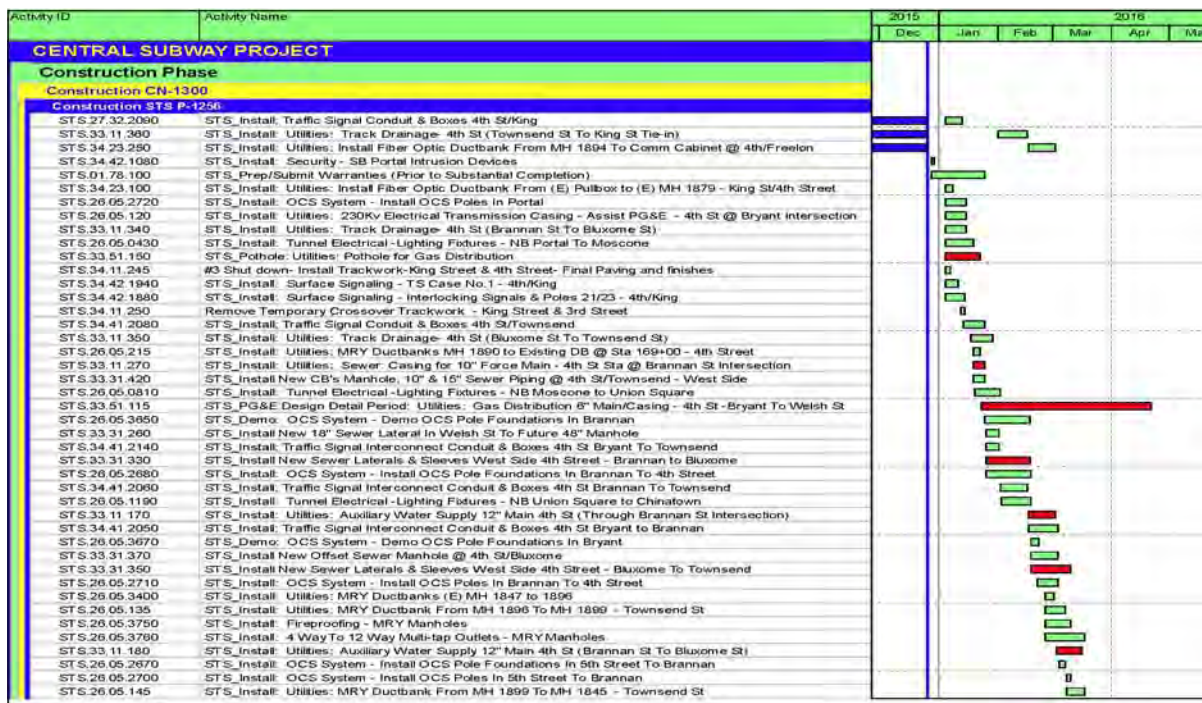 Activity ID Activity Name 2015 2016
Dec Jan Feb Mar Apr Ma
CENTRAL SUBWAY PROJECT
Construction Phase
Construction CN-1300
Construction STS P-1256
STS.27.32.2090 STS_Install; Traffic Signal Conduit & Boxes 4th St/King
STS.33.11.360 STS_Install: Utilities: Track Drainage- 4th St (Townsend St To King St Tie-in)
STS.34.23.250 STS_Install: Utilities: Install Fiber Optic Ductbank From MH 1894 To Comm Cabinet @ 4th/Freelon
STS.34.42.1080 STS_Install: Security - SB Portal Intrusion Devices
STS.01.78.100 STS_Prep/Submit Warranties (Prior to Substantial Completion)
STS.34.23.100 STS_Install: Utilities: Install Fiber Optic Ductbank From (E) Pullbox to (E) MH 1879 - King St/4th Street
STS.26.05.2720 STS_Install: OCS System - Install OCS Poles In Portal
STS.26.05.120 STS_Install: Utilities: 230Kv Electrical Transmission Casing - Assist PG&E - 4th St @ Bryant intersection
STS.33.11.340 STS_Install: Utilities: Track Drainage- 4th St (Brannan St To Bluxome St)
STS.26.05.0430 STS_Install: Tunnel Electrical -Lighting Fixtures - NB Portal To Moscone
STS.33.51.150 STS_Pothole: Utilities: Pothole for Gas Distribution
STS.34.11.245 #3 Shut down- Install Trackwork-King Street & 4th Street- Final Paving and finishes
STS.34.42.1940 STS_Install: Surface Signaling - TS Case No.1 - 4th/King
STS.34.42.1880 STS_Install: Surface Signaling - Interlocking Signals & Poles 21/23 - 4th/King
STS.34.11.250 Remove Temporary Crossover Trackwork - King Street & 3rd Street
STS.34.41.2080 STS_Install; Traffic Signal Conduit & Boxes 4th St/Townsend
STS.33.11.350 STS_Install: Utilities: Track Drainage- 4th St (Bluxome St To Townsend St)
STS.26.05.215 STS_Install: Utilities: MRY Ductbanks MH 1890 to Existing DB @ Sta 169+00 - 4th Street
STS.33.11.270 STS_Install: Utilities: Sewer: Casing for 10" Force Main - 4th St Sta @ Brannan St Intersection
STS.33.31.420 STS_Install New CB's Manhole, 10" & 15" Sewer Piping @ 4th St/Townsend - West Side
STS.26.05.0810 STS_Install: Tunnel Electrical -Lighting Fixtures - NB Moscone to Union Square
STS.33.51.115 STS_PG&E Design Detail Period: Utilities: Gas Distribution 6" Main/Casing - 4th St -Bryant To Welsh St
STS.26.05.3650 STS_Demo: OCS System - Demo OCS Pole Foundations In Brannan
STS.33.31.260 STS_Install New 18" Sewer Lateral In Welsh St To Future 48" Manhole
STS.34.41.2140 STS_Install; Traffic Signal Interconnect Conduit & Boxes 4th St Bryant To Townsend
STS.33.31.330 STS_Install New Sewer Laterals & Sleeves West Side 4th Street - Brannan to Bluxome
STS.26.05.2680 STS_Install: OCS System - Install OCS Pole Foundations In Brannan To 4th Street
STS.34.41.2060 STS_Install; Traffic Signal Interconnect Conduit & Boxes 4th St Brannan To Townsend
STS.26.05.1190 STS_Install: Tunnel Electrical -Lighting Fixtures - NB Union Square to Chinatown
STS.33.11.170 STS_Install: Utilities: Auxiliary Water Supply 12" Main 4th St (Through Brannan St Intersection)
STS.34.41.2050 STS_Install; Traffic Signal Interconnect Conduit & Boxes 4th St Bryant to Brannan
STS.26.05.3670 STS_Demo: OCS System - Demo OCS Pole Foundations In Bryant
STS.33.31.370 STS_Install New Offset Sewer Manhole @ 4th St/Bluxome
STS.33.31.350 STS_Install New Sewer Laterals & Sleeves West Side 4th Street - Bluxome To Townsend
STS.26.05.2710 STS_Install: OCS System - Install OCS Poles In Brannan To 4th Street
STS.26.05.3400 STS_Install: Utilities: MRY Ductbanks (E) MH 1847 to 1896
STS.26.05.135 STS_Install: Utilities: MRY Ductbank From MH 1896 To MH 1899 - Townsend St
STS.26.05.3750 STS_Install: Fireproofing - MRY Manholes
STS.26.05.3760 STS_Install: 4 Way To 12 Way Multi-tap Outlets - MRY Manholes
STS.33.11.180 STS_Install: Utilities: Auxiliary Water Supply 12" Main 4th St (Brannan St To Bluxome St)
STS.26.05.2670 STS_Install: OCS System - Install OCS Pole Foundations In 5th Street To Brannan
STS.26.05.2700 STS_Install: OCS System - Install OCS Poles In 5th Street To Brannan
STS.26.05.145 STS_Install: Utilities: MRY Ductbank From MH 1899 To MH 1845 - Townsend St